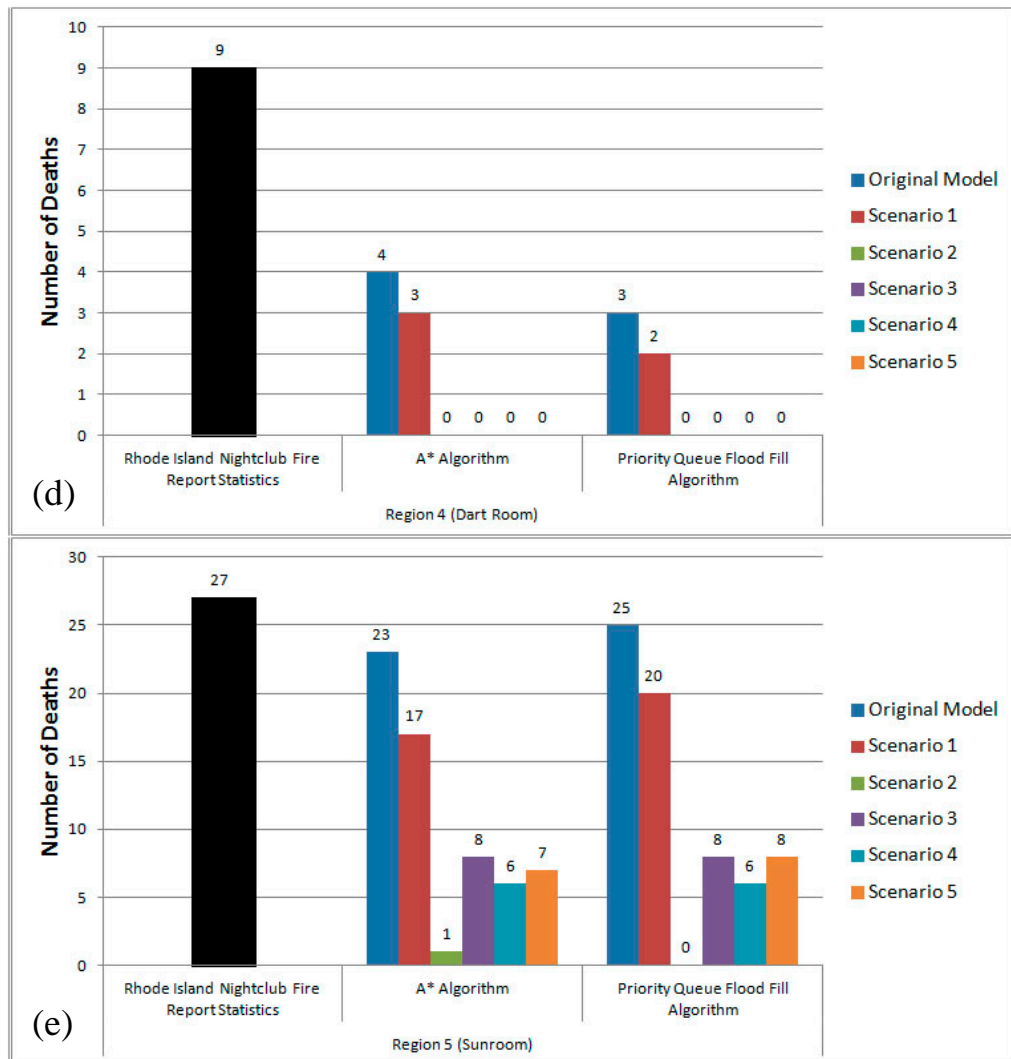 10
9
8
7
6
5
4
3
2
1
0
Number of Deaths
9
4
3
0 0 0 0
3
2
0 0 0 0
Rhode Island Nightclub Fire
Report Statistics
A* Algorithm
Priority Queue Flood Fill
Algorithm
Region 4 (Dart Room)
Original Model
Scenario 1
Scenario 2
Scenario 3
Scenario 4
Scenario 5
(d)
30
25
20
15
10
5
0
Number of Deaths
27
23
17
1
8
6
7
25
20
0
8
6
8
Rhode Island Nightclub Fire
Report Statistics
A* Algorithm
Priority Queue Flood Fill
Algorithm
Region 5 (Sunroom)
Original Model
Scenario 1
Scenario 2
Scenario 3
Scenario 4
Scenario 5
(e)